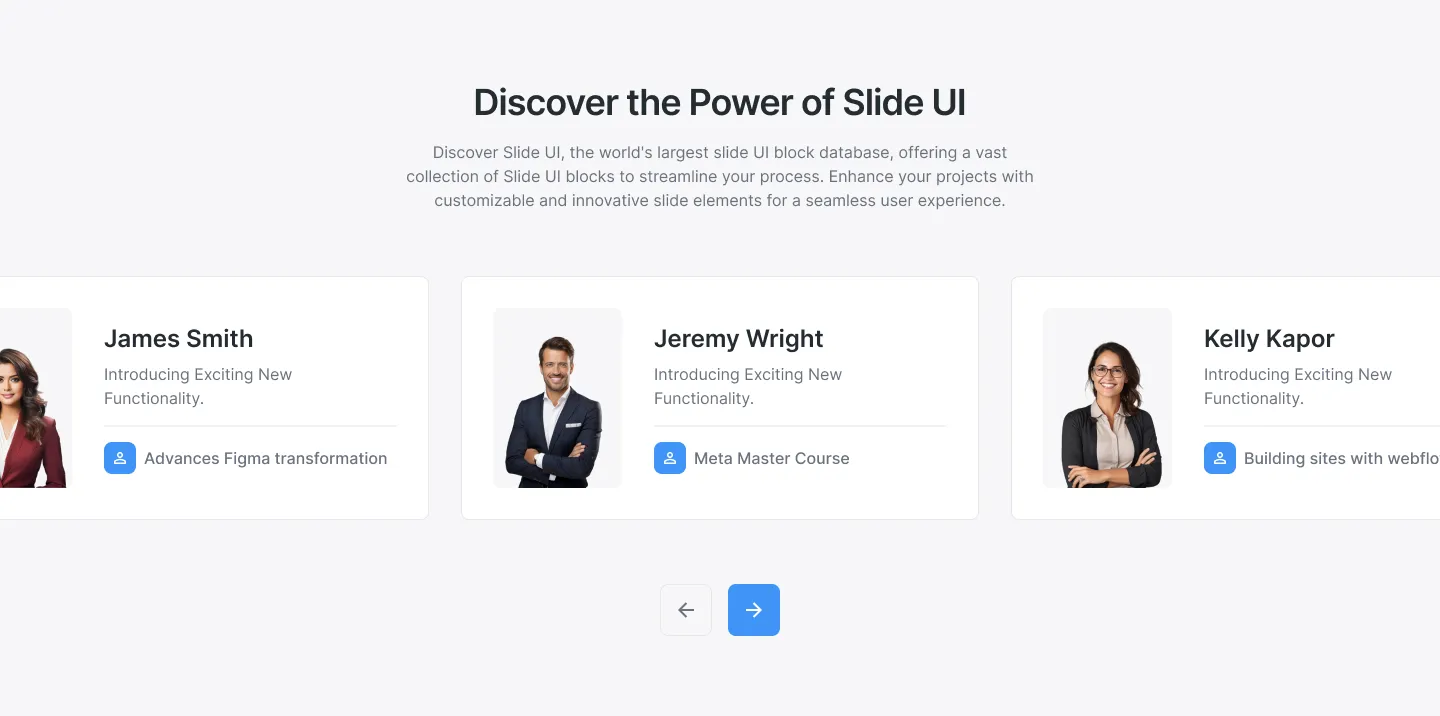 Discover the Power of Slide UI
Discover Slide UI, the world's largest slide UI block database, offering a vast
collection of Slide UI blocks to streamline your process. Enhance your projects with
customizable and innovative slide elements for a seamless user experience.
James Smith
Introducing Exciting New
Functionality.
Advances Figma transformation
Jeremy Wright
Introducing Exciting New
Functionality.
Meta Master Course
Kelly Kapor
Introducing Exciting New
Functionality.
Building sites with webflo